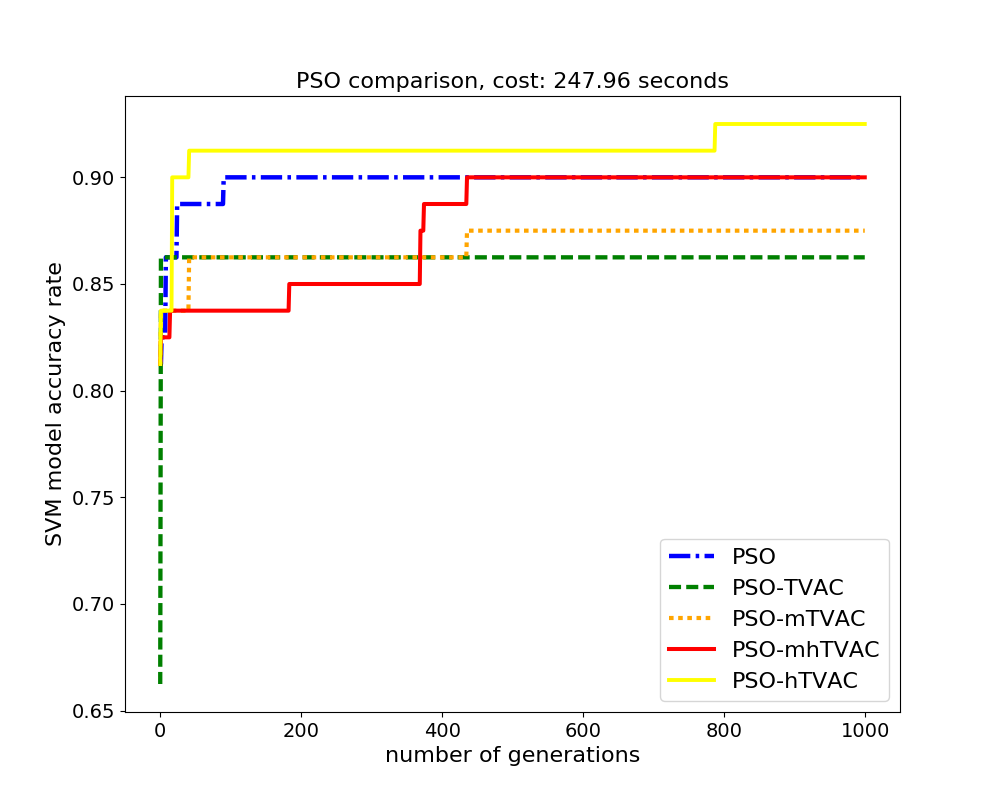 PSO comparison, cost: 247.96 seconds
SVM model accuracy rate
0.90
0.85
0.80
0.75
0.70
0.65
0
200
400
600
800
1000
number of generations
PSO
PSO-TVAC
PSO-mTVAC
PSO-mhTVAC
PSO-hTVAC